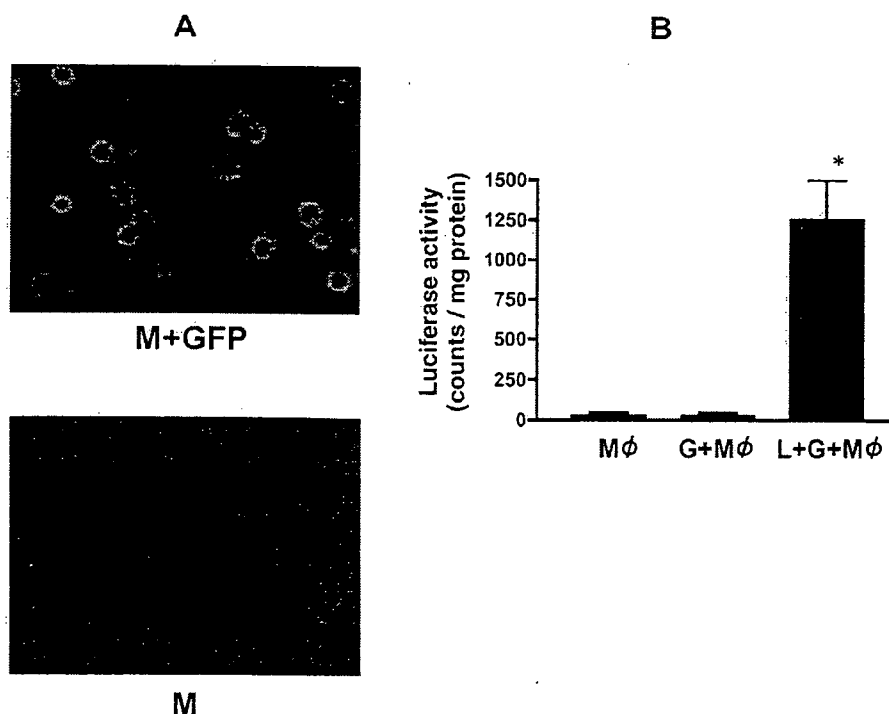 A
M+GFP
M
B
*
Luciferase activity
(counts / mg protein)
1500
1250
1000
750
500
250
0
Mϕ
G+Mϕ
L+G+Mϕ